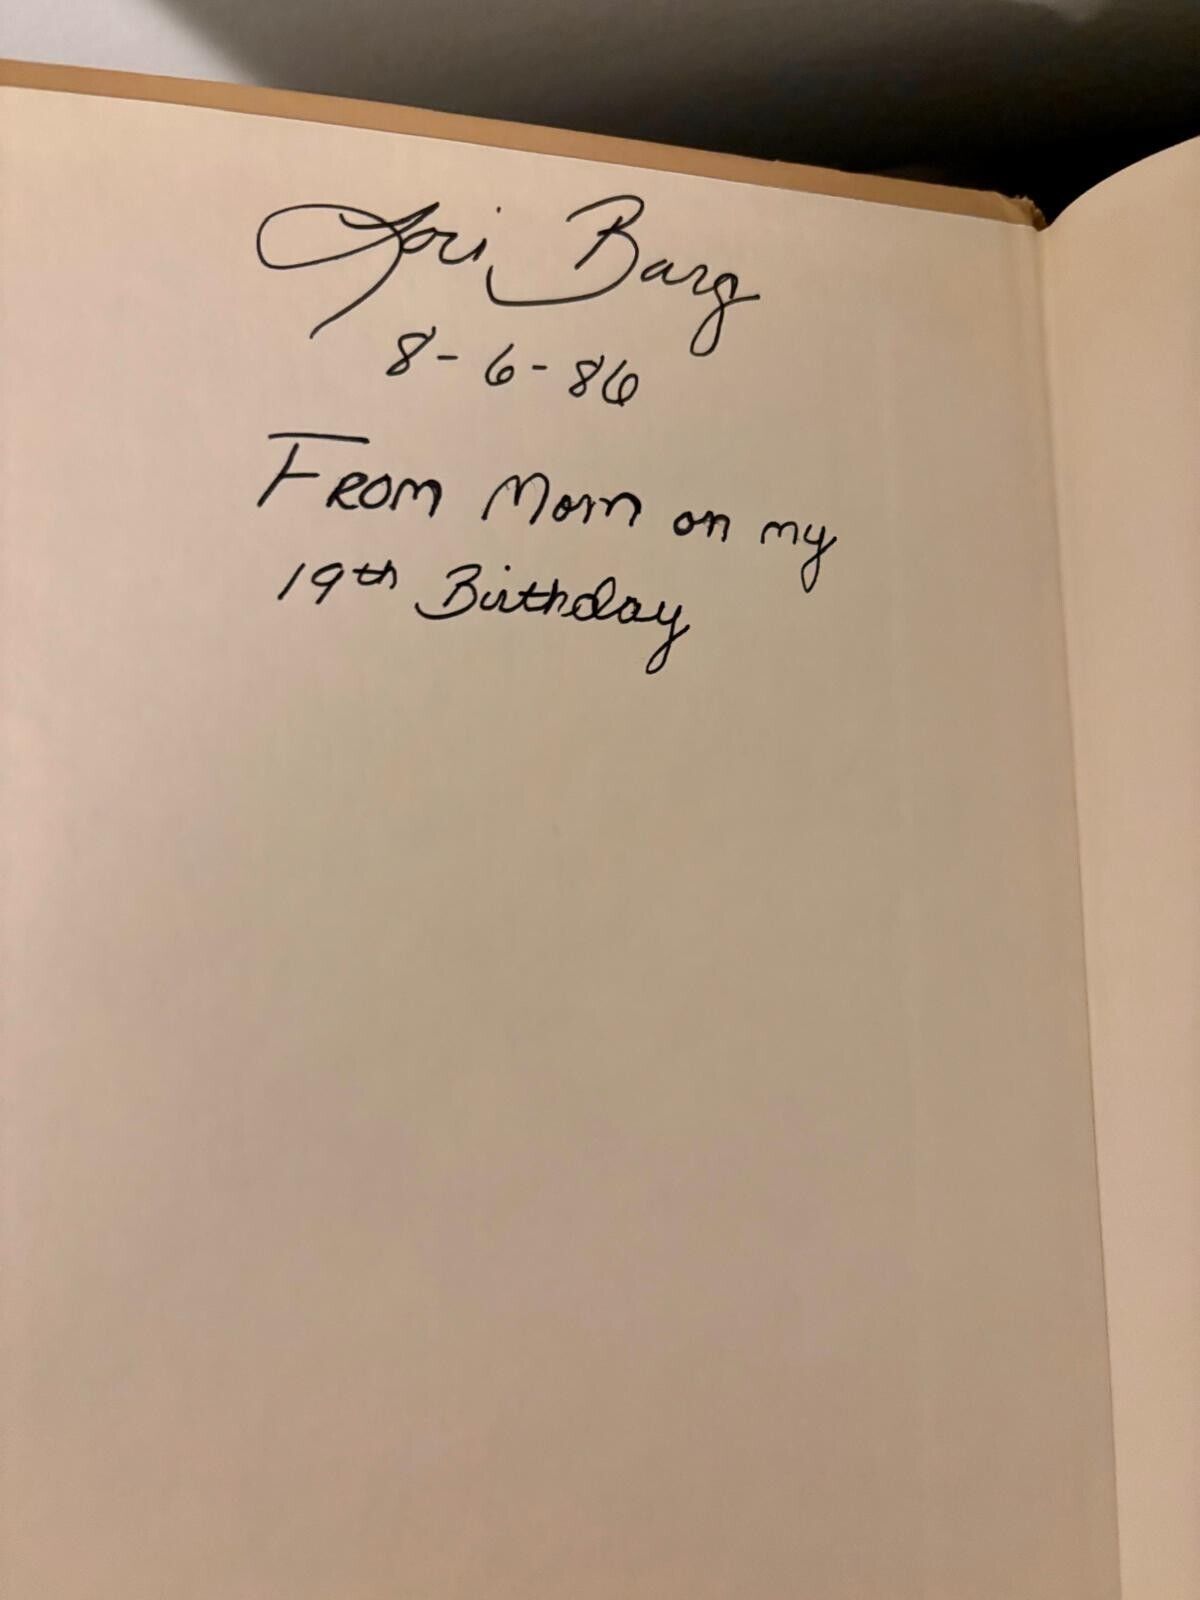 Lori Barg
8-6-86
From Mom on my
19th Birthday